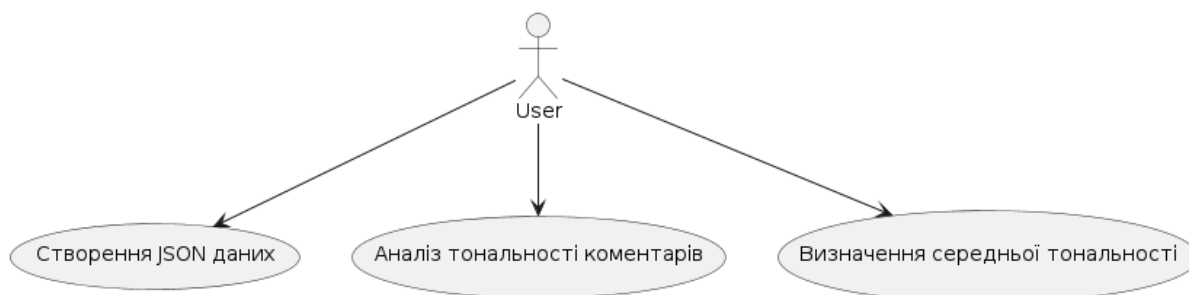 User
Створення JSON даних
Аналіз тональності коментарів
Визначення середньої тональності